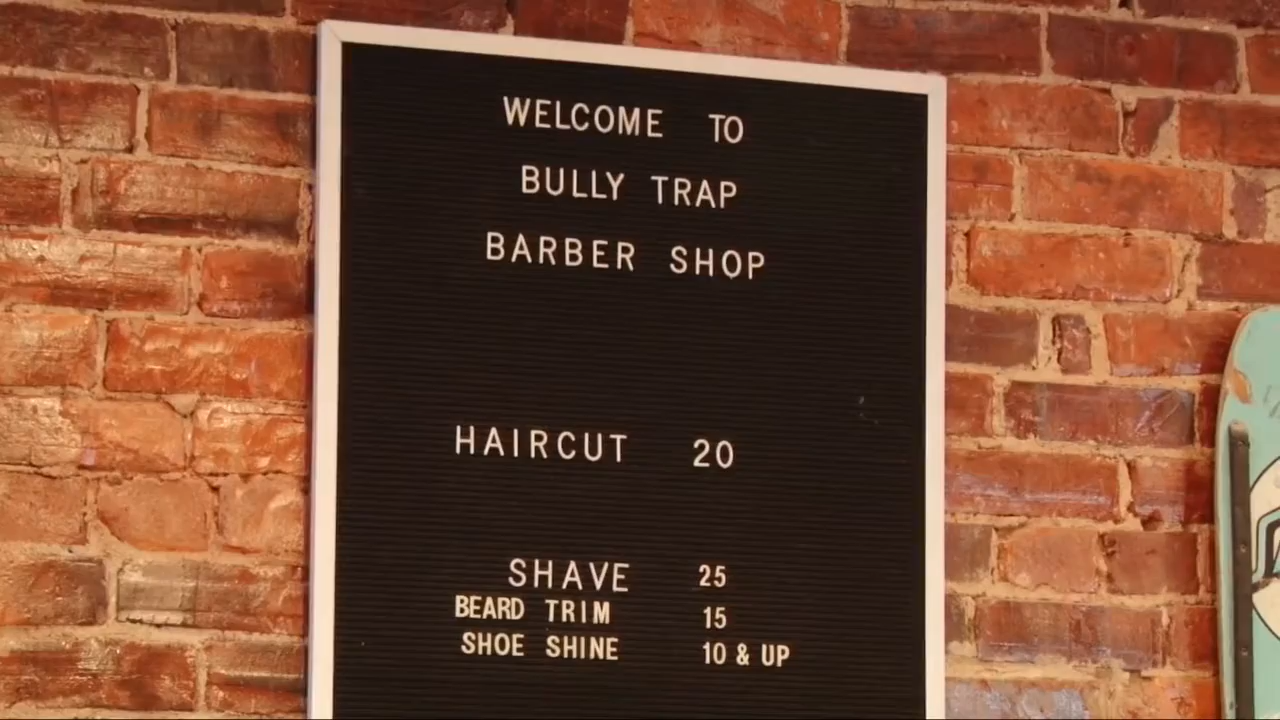 WELCOME TO
BULLY TRAP
BARBER SHOP
HAIRCUT 20
SHAVE 25
BEARD TRIM 15
SHOE SHINE 10 & UP